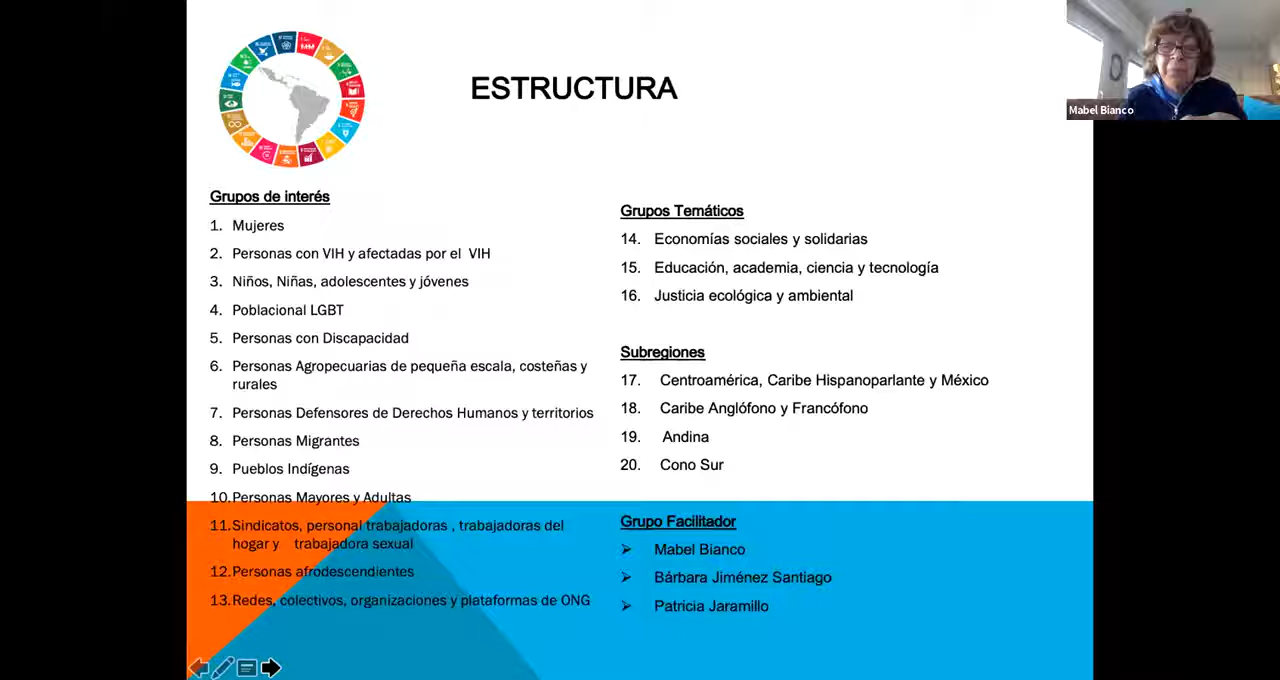 ESTRUCTURA
Mabel Bianco
Grupos de interés
1. Mujeres
2. Personas con VIH y afectadas por el VIH
3. Niños, Niñas, adolescentes y jóvenes
4. Poblacional LGBT
5. Personas con Discapacidad
6. Personas Agropecuarias de pequeña escala, costeñas y
rurales
7. Personas Defensores de Derechos Humanos y territorios
8. Personas Migrantes
9. Pueblos Indígenas
10. Personas Mayores y Adultas
11. Sindicatos, personal trabajadoras , trabajadoras del
hogar y trabajadora sexual
12. Personas afrodescendientes
13. Redes, colectivos, organizaciones y plataformas de ONG
Grupos Temáticos
14. Economías sociales y solidarias
15. Educación, academia, ciencia y tecnología
16. Justicia ecológica y ambiental
Subregiones
17. Centroamérica, Caribe Hispanoparlante y México
18. Caribe Anglófono y Francófono
19. Andina
20. Cono Sur
Grupo Facilitador
➢ Mabel Bianco
➢ Bárbara Jiménez Santiago
➢ Patricia Jaramillo